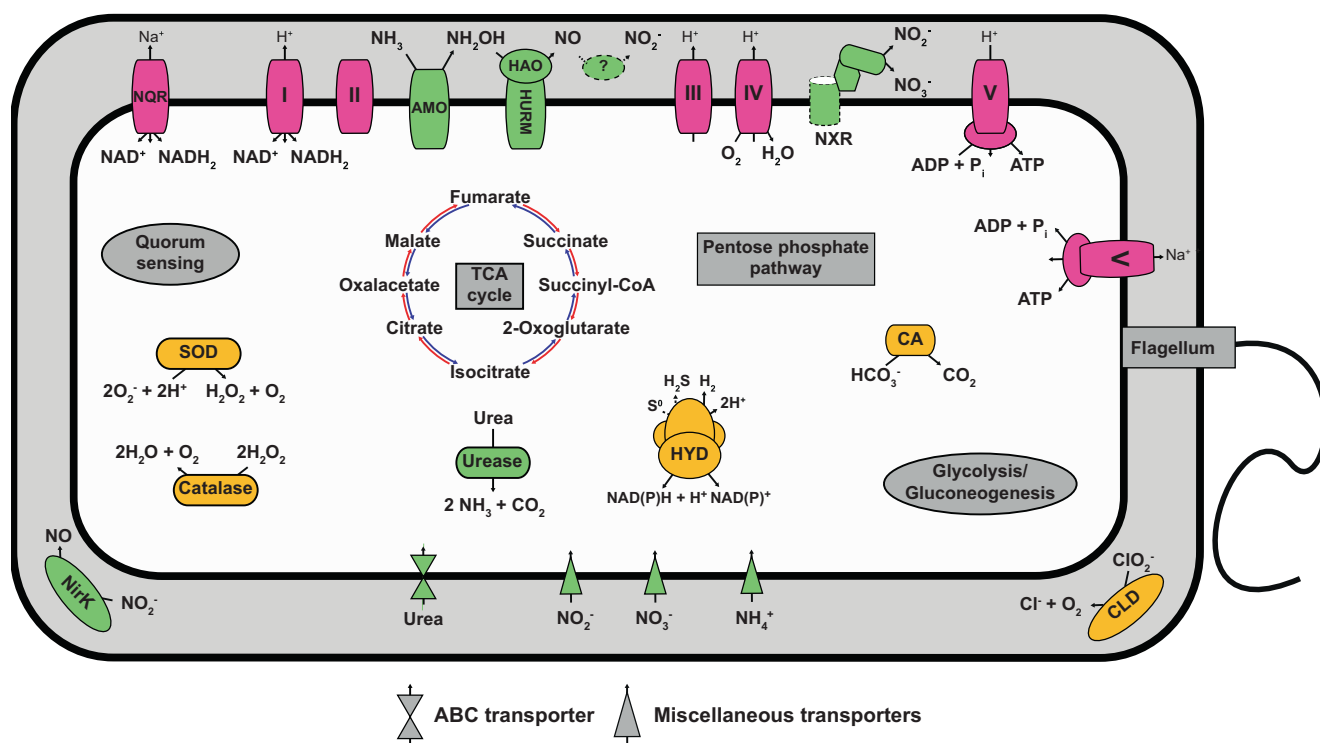 Na⁺
H⁺
NH₃
NH₂OH
NO
NO₂⁻
H⁺
H⁺
NO₂⁻
H⁺
HAO
?
NO₃⁻
NQR
I
II
AMO
HURM
III
IV
NXR
V
NAD⁺ NADH₂
NAD⁺ NADH₂
O₂ H₂O
ADP + Pᵢ ATP
Fumarate
Malate
Succinate
Oxalacetate
TCA
cycle
Succinyl-CoA
Citrate
2-Oxoglutarate
Isocitrate
Quorum
sensing
Pentose phosphate
pathway
ADP + Pᵢ
V
Na⁺
ATP
Flagellum
SOD
2O₂⁻ + 2H⁺ H₂O₂ + O₂
CA
HCO₃⁻ CO₂
2H₂O + O₂ 2H₂O₂
Catalase
Urea
Urease
2 NH₃ + CO₂
H₂S H₂
S⁰ 2H⁺
HYD
NAD(P)H + H⁺ NAD(P)⁺
Glycolysis/
Gluconeogenesis
NO
NirK
NO₂⁻
Urea
NO₂⁻
NO₃⁻
NH₄⁺
ClO₂⁻
Cl⁻ + O₂
CLD
ABC transporter
Miscellaneous transporters